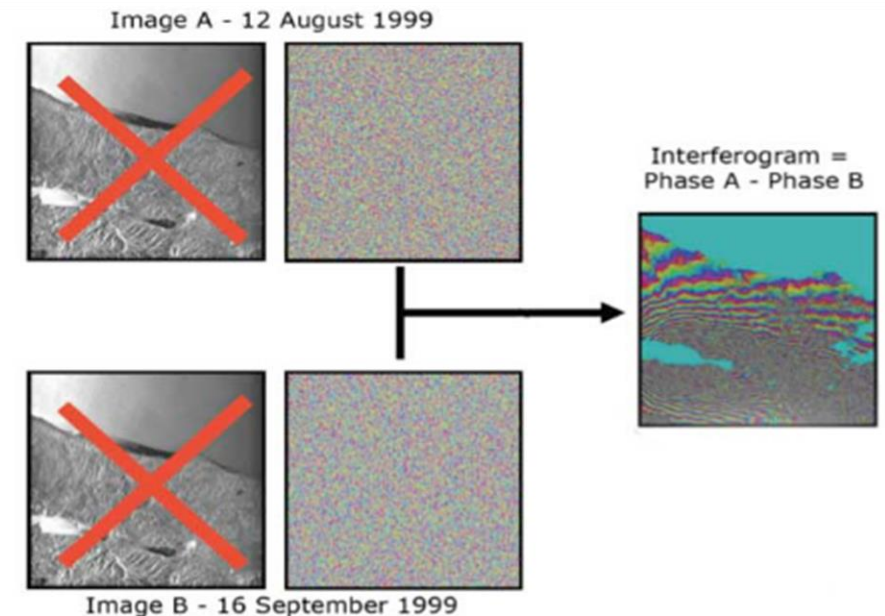 Image A - 12 August 1999
Interferogram =
Phase A - Phase B
Image B - 16 September 1999